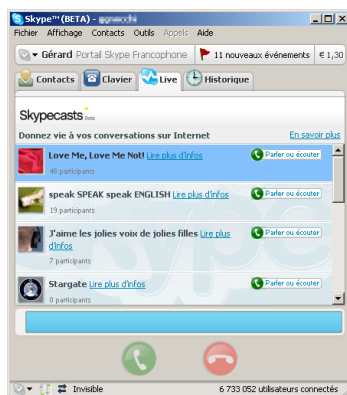 Skype™ (BETA) -
Fichier Affichage Contacts Outils Appels Aide
Gérard Portail Skype Francophone 11 nouveaux événements € 1,30
Contacts Clavier Live Historique
Skypecasts Beta
Donnez vie à vos conversations sur Internet En savoir plus
Love Me, Love Me Not! Lire plus d'infos Parler ou écouter
48 participants
speak SPEAK speak ENGLISH Lire plus d'infos Parler ou écouter
19 participants
J'aime les jolies voix de jolies filles Lire plus Parler ou écouter
d'infos
7 participants
Stargate Lire plus d'infos Parler ou écouter
0 participants
Invisible 6 733 052 utilisateurs connectés